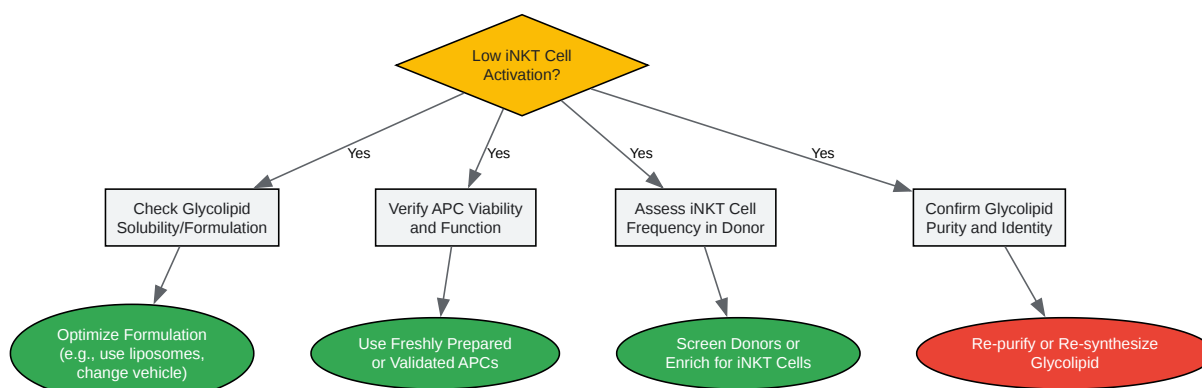 Low iNKT Cell
Activation?
Yes
Yes
Yes
Yes
Check Glycolipid
Solubility/Formulation
Verify APC Viability
and Function
Assess iNKT Cell
Frequency in Donor
Confirm Glycolipid
Purity and Identity
Optimize Formulation
(e.g., use liposomes,
change vehicle)
Use Freshly Prepared
or Validated APCs
Screen Donors or
Enrich for iNKT Cells
Re-purify or Re-synthesize
Glycolipid